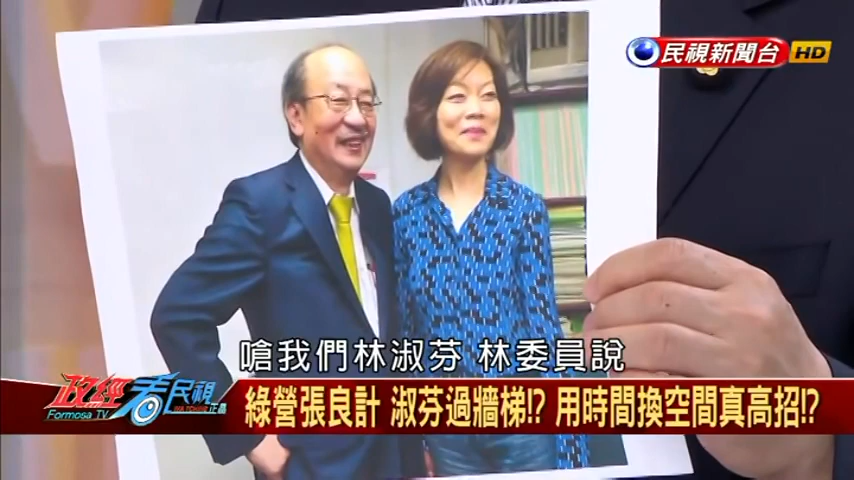 民視新聞台 HD
嗆我們林淑芬 林委員說
政經看民視
Formosa TV
綠營張良計 淑芬過牆梯!? 用時間換空間真高招!?